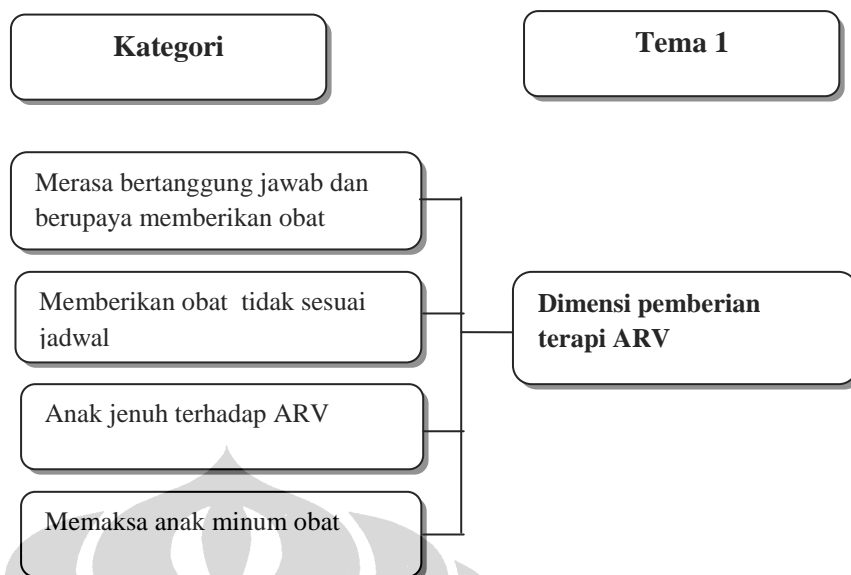 Kategori
Tema 1
Merasa bertanggung jawab dan
berupaya memberikan obat
Memberikan obat tidak sesuai
jadwal
Anak jenuh terhadap ARV
Memaksa anak minum obat
Dimensi pemberian
terapi ARV